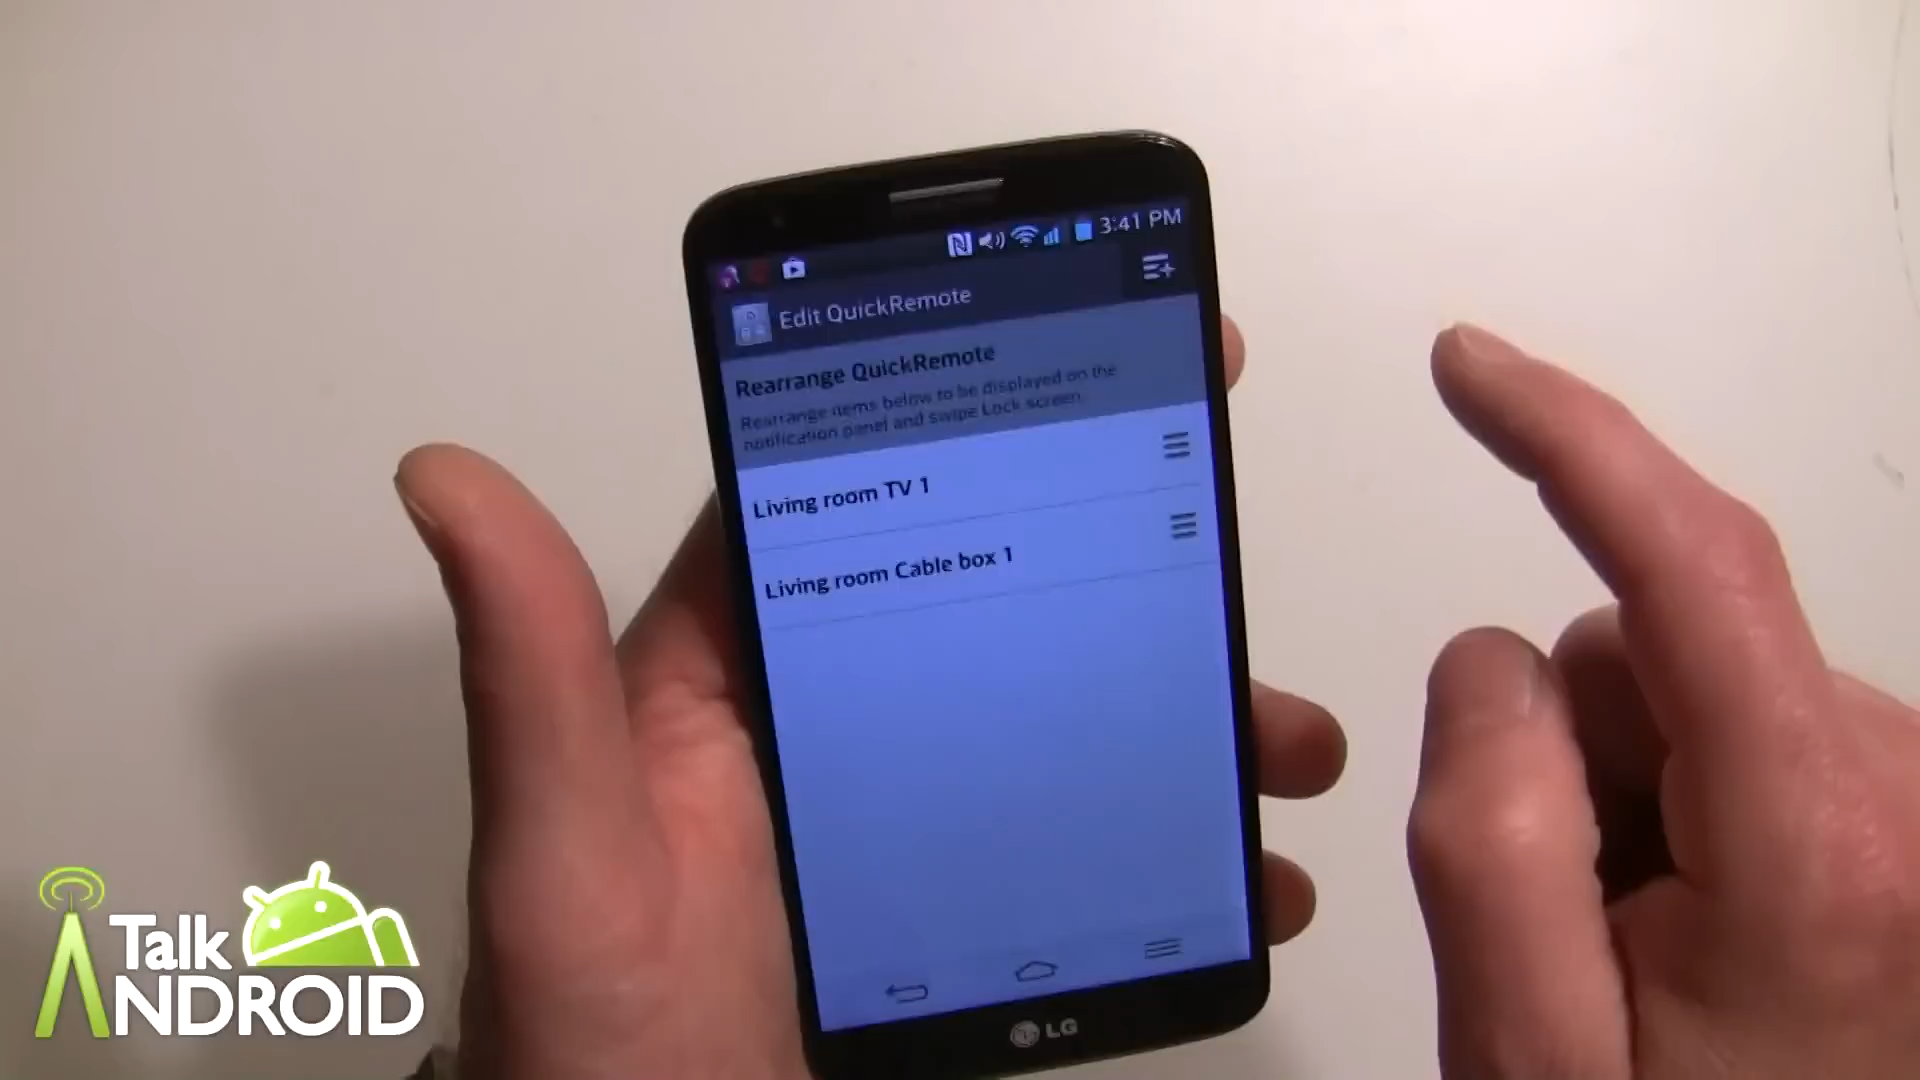 3:41 PM
Edit QuickRemote
Rearrange QuickRemote
Rearrange items below to be displayed on the
notification panel and swipe Lock screen.
Living room TV 1
Living room Cable box 1
LG
Talk
ANDROID